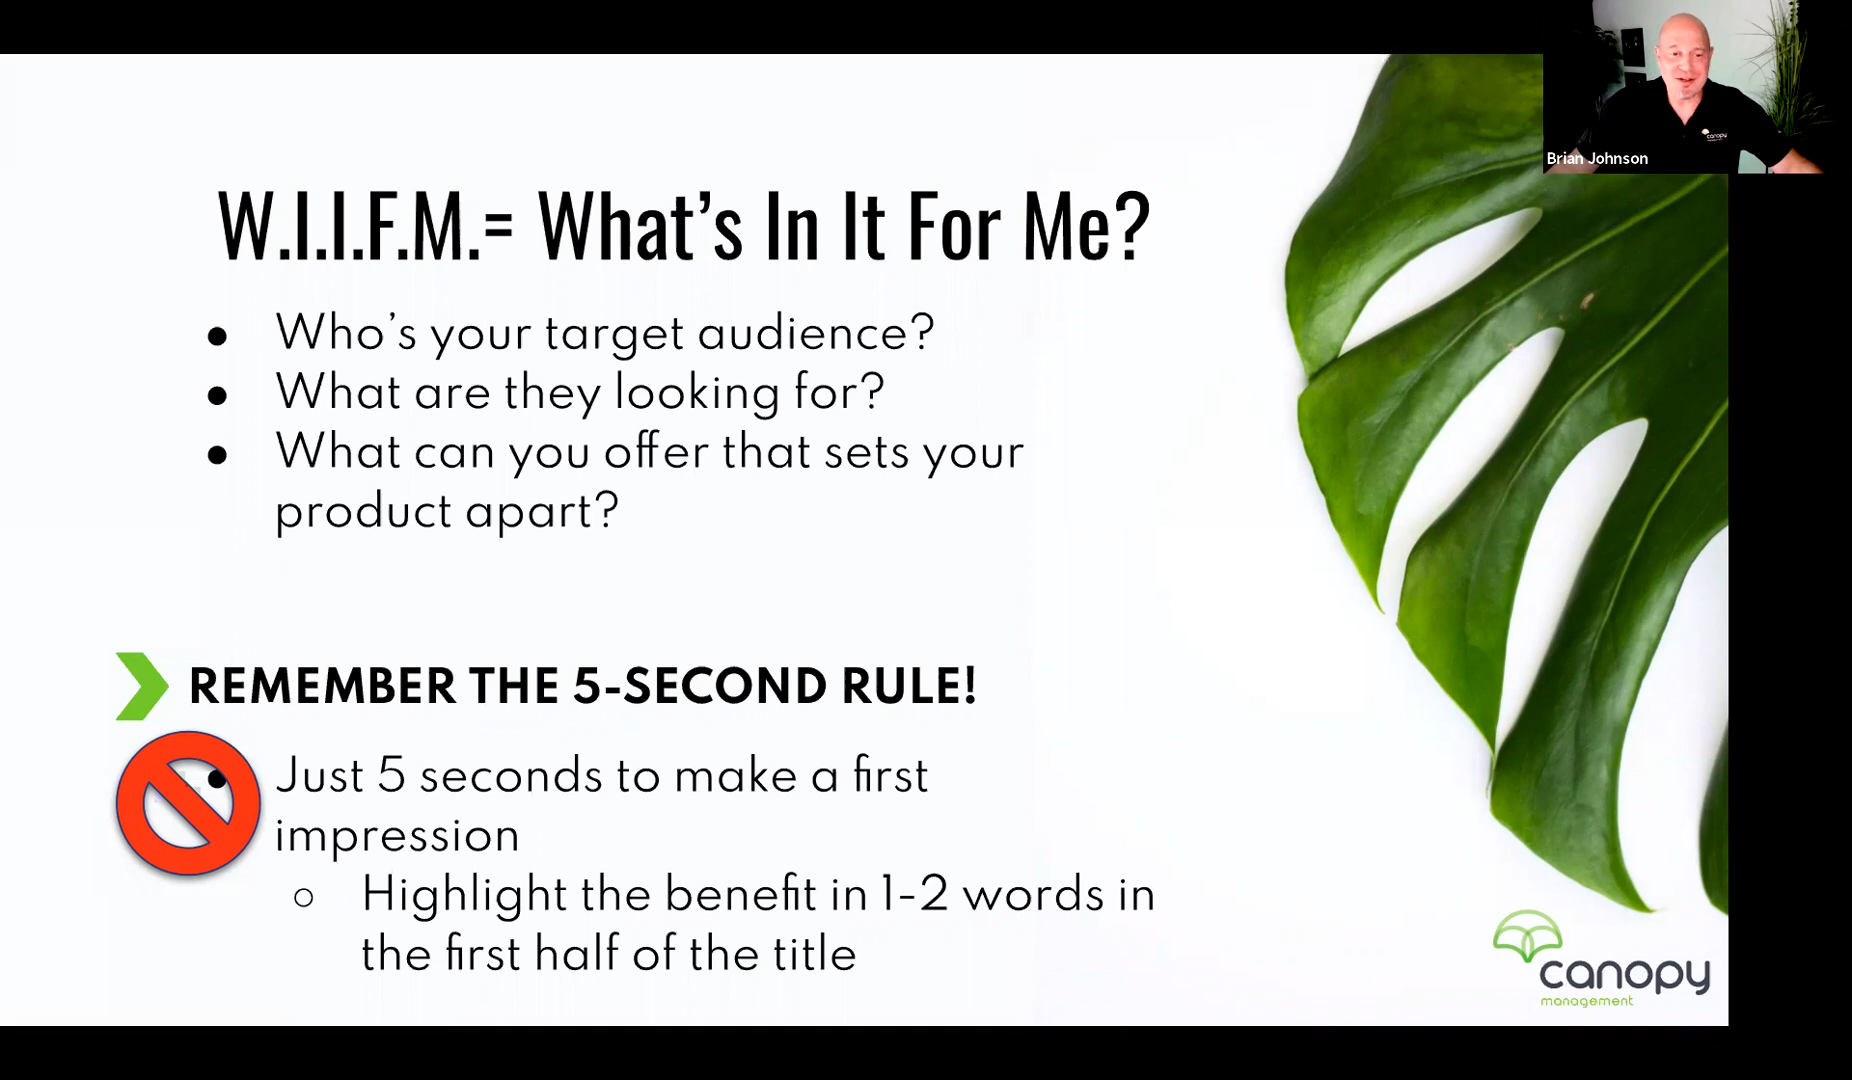 Brian Johnson
canopy
W.I.I.F.M.= What's In It For Me?
● Who's your target audience?
● What are they looking for?
● What can you offer that sets your
product apart?
REMEMBER THE 5-SECOND RULE!
● Just 5 seconds to make a first
impression
○ Highlight the benefit in 1-2 words in
the first half of the title
canopy
management